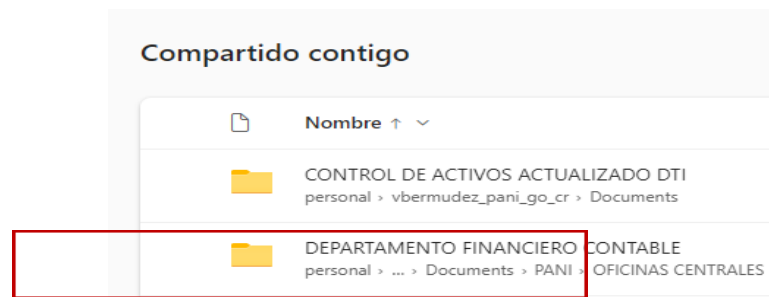 Compartido contigo
Nombre ↑
CONTROL DE ACTIVOS ACTUALIZADO DTI
personal › vbermudez_pani_go_cr › Documents
DEPARTAMENTO FINANCIERO CONTABLE
personal › ... › Documents › PANI › OFICINAS CENTRALES